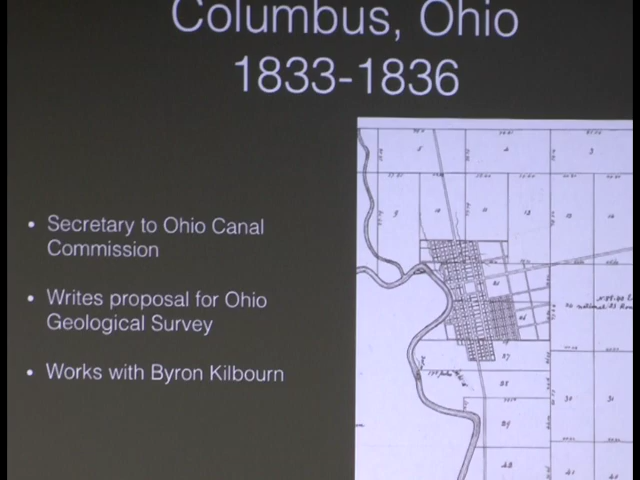 Columbus, Ohio
1833-1836
• Secretary to Ohio Canal
Commission
• Writes proposal for Ohio
Geological Survey
• Works with Byron Kilbourn